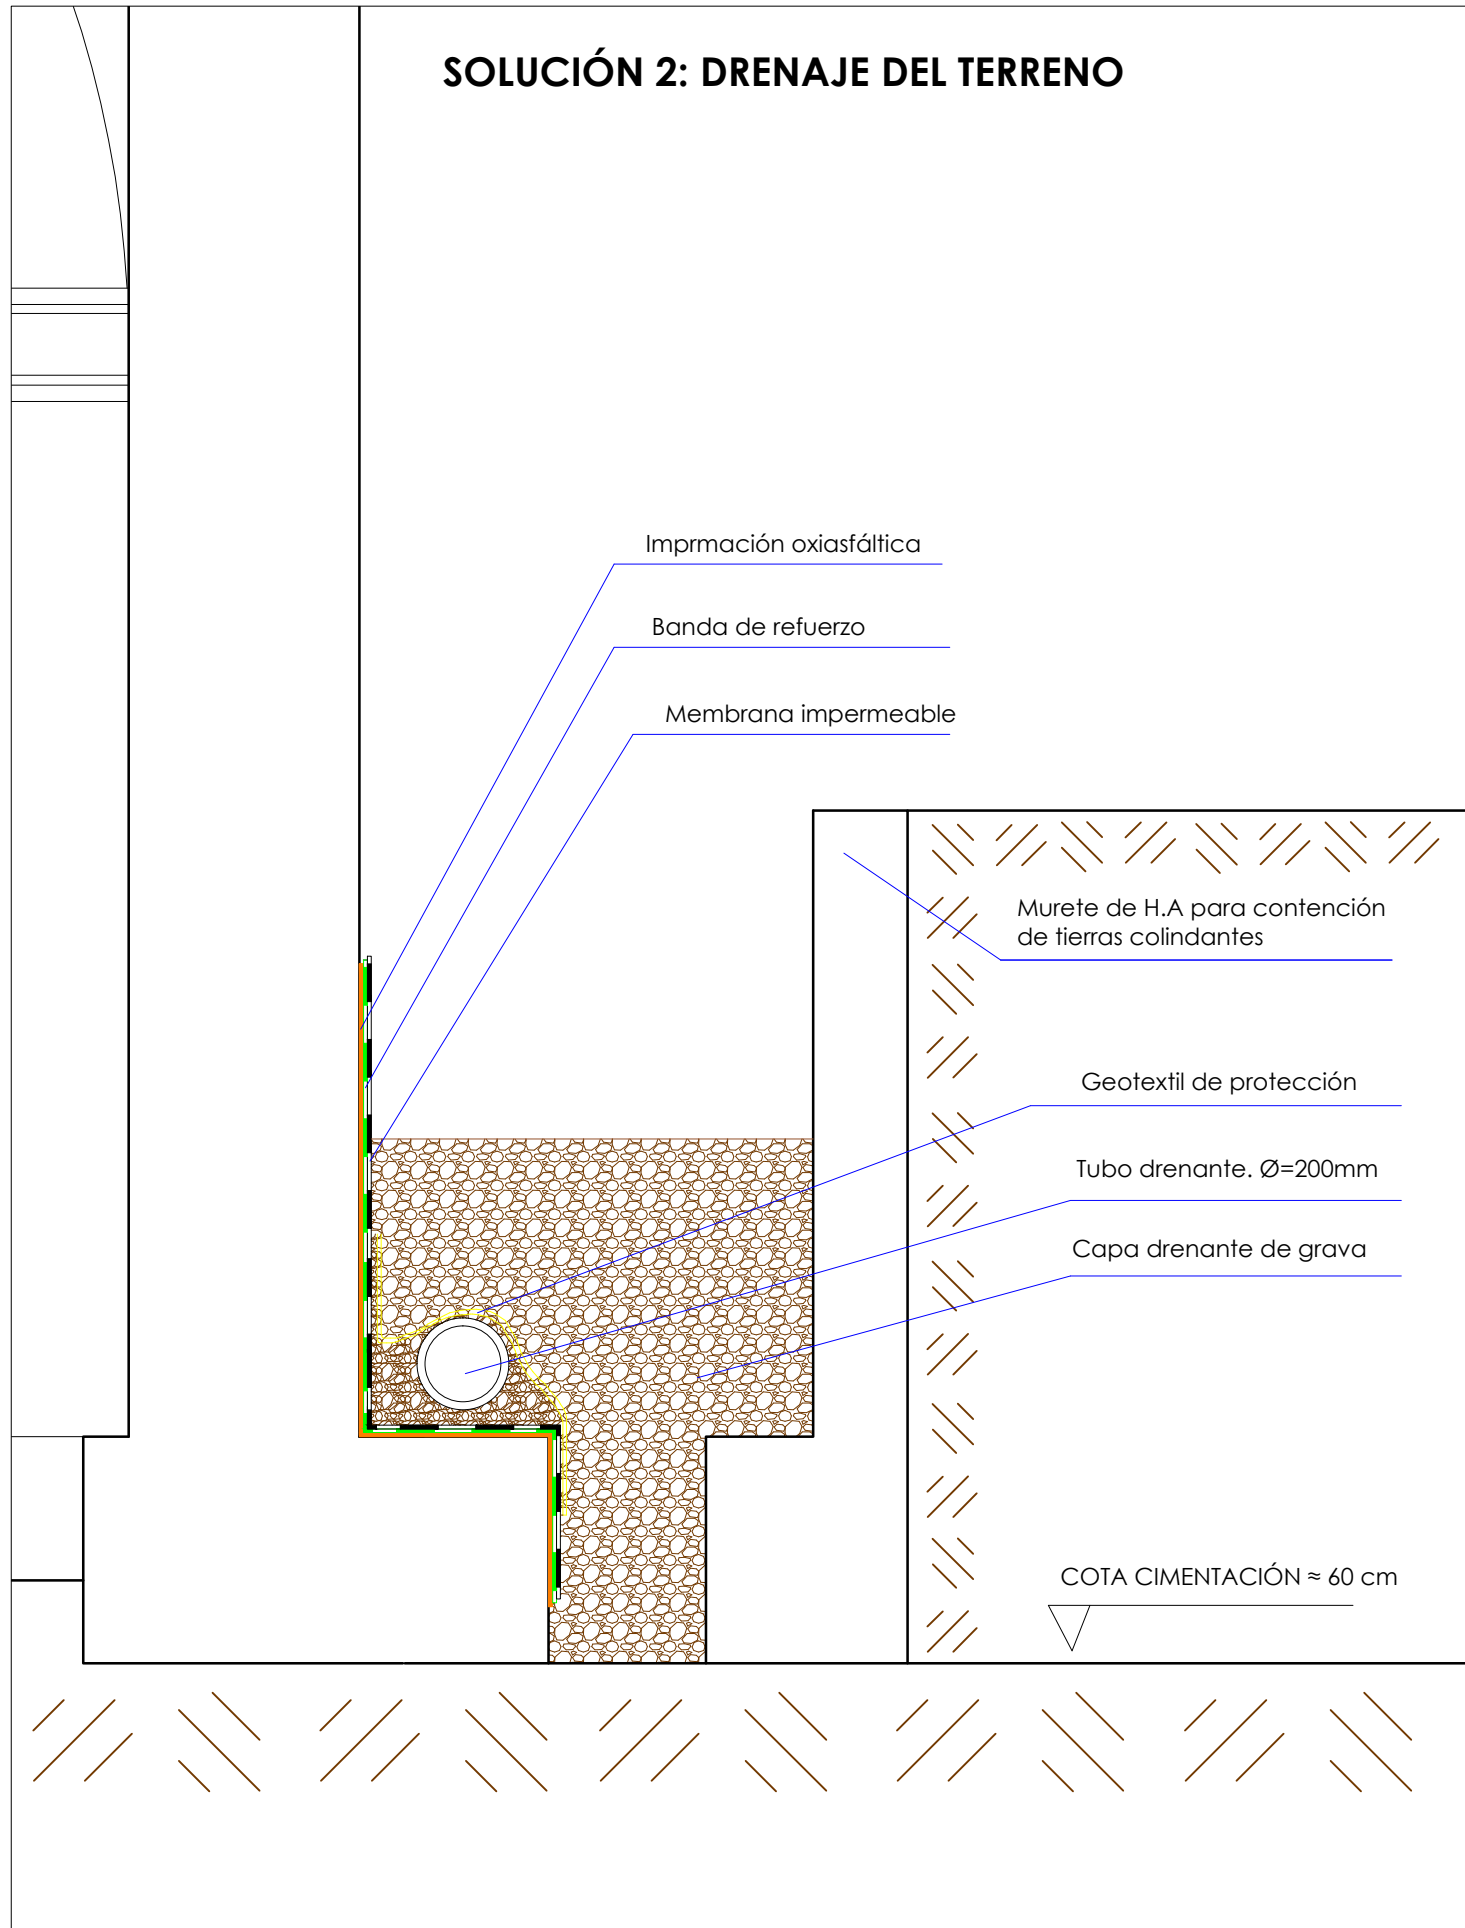 SOLUCIÓN 2: DRENAJE DEL TERRENO
Imprmación oxiasfáltica
Banda de refuerzo
Membrana impermeable
Murete de H.A para contención
de tierras colindantes
Geotextil de protección
Tubo drenante. Ø=200mm
Capa drenante de grava
COTA CIMENTACIÓN ≈ 60 cm